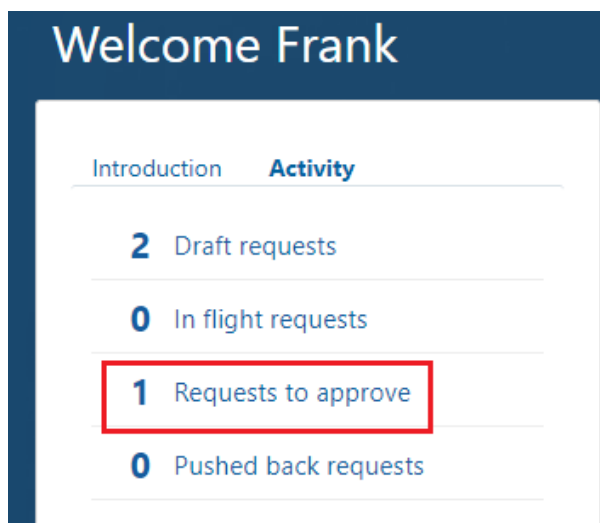 Welcome Frank
Introduction Activity
2 Draft requests
0 In flight requests
1 Requests to approve
0 Pushed back requests